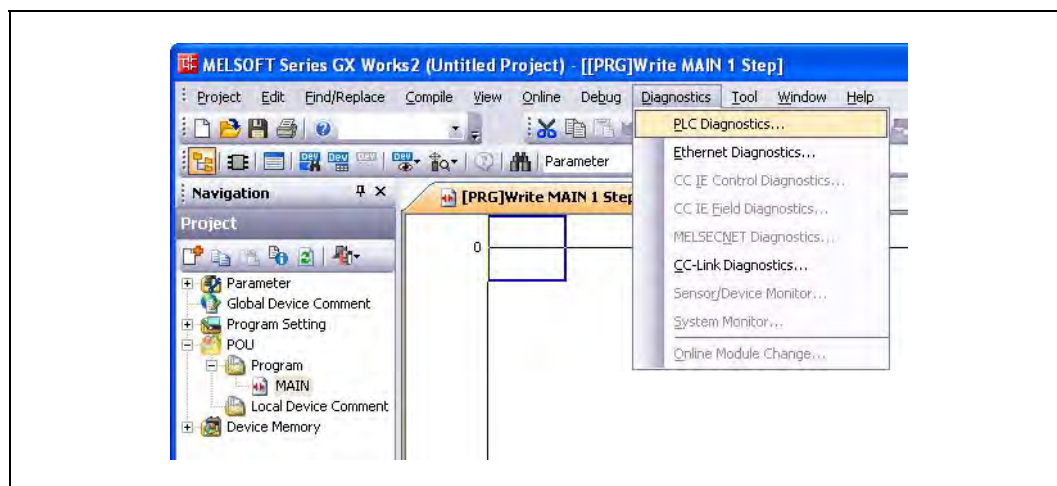 MELSOFT Series GX Works2 (Untitled Project) - [[PRG]Write MAIN 1 Step]
Project Edit Find/Replace Compile View Online Debug Diagnostics Tool Window Help
Parameter
Navigation
[PRG]Write MAIN 1 Step
Project
0
Parameter
Global Device Comment
Program Setting
POU
Program
MAIN
Local Device Comment
Device Memory
PLC Diagnostics...
Ethernet Diagnostics...
CC IE Control Diagnostics...
CC IE Field Diagnostics...
MELSECNET Diagnostics...
CC-Link Diagnostics...
Sensor/Device Monitor...
System Monitor...
Online Module Change...